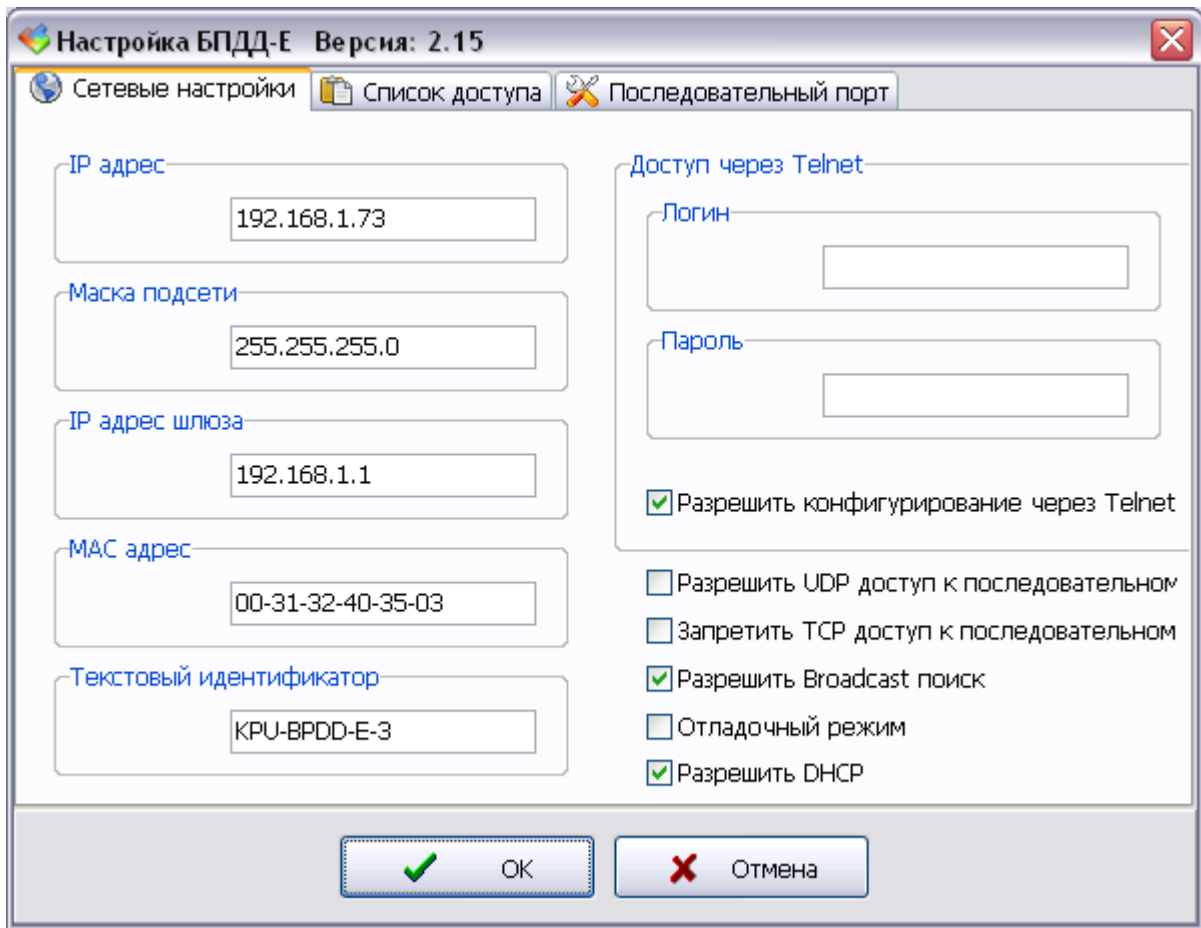 Настройка БПДД-Е Версия: 2.15
Сетевые настройки
Список доступа
Последовательный порт
IP адрес
192.168.1.73
Маска подсети
255.255.255.0
IP адрес шлюза
192.168.1.1
MAC адрес
00-31-32-40-35-03
Текстовый идентификатор
KPU-BPDD-E-3
Доступ через Telnet
Логин
Пароль
Разрешить конфигурирование через Telnet
Разрешить UDP доступ к последовательном
Запретить TCP доступ к последовательном
Разрешить Broadcast поиск
Отладочный режим
Разрешить DHCP
OK
Отмена